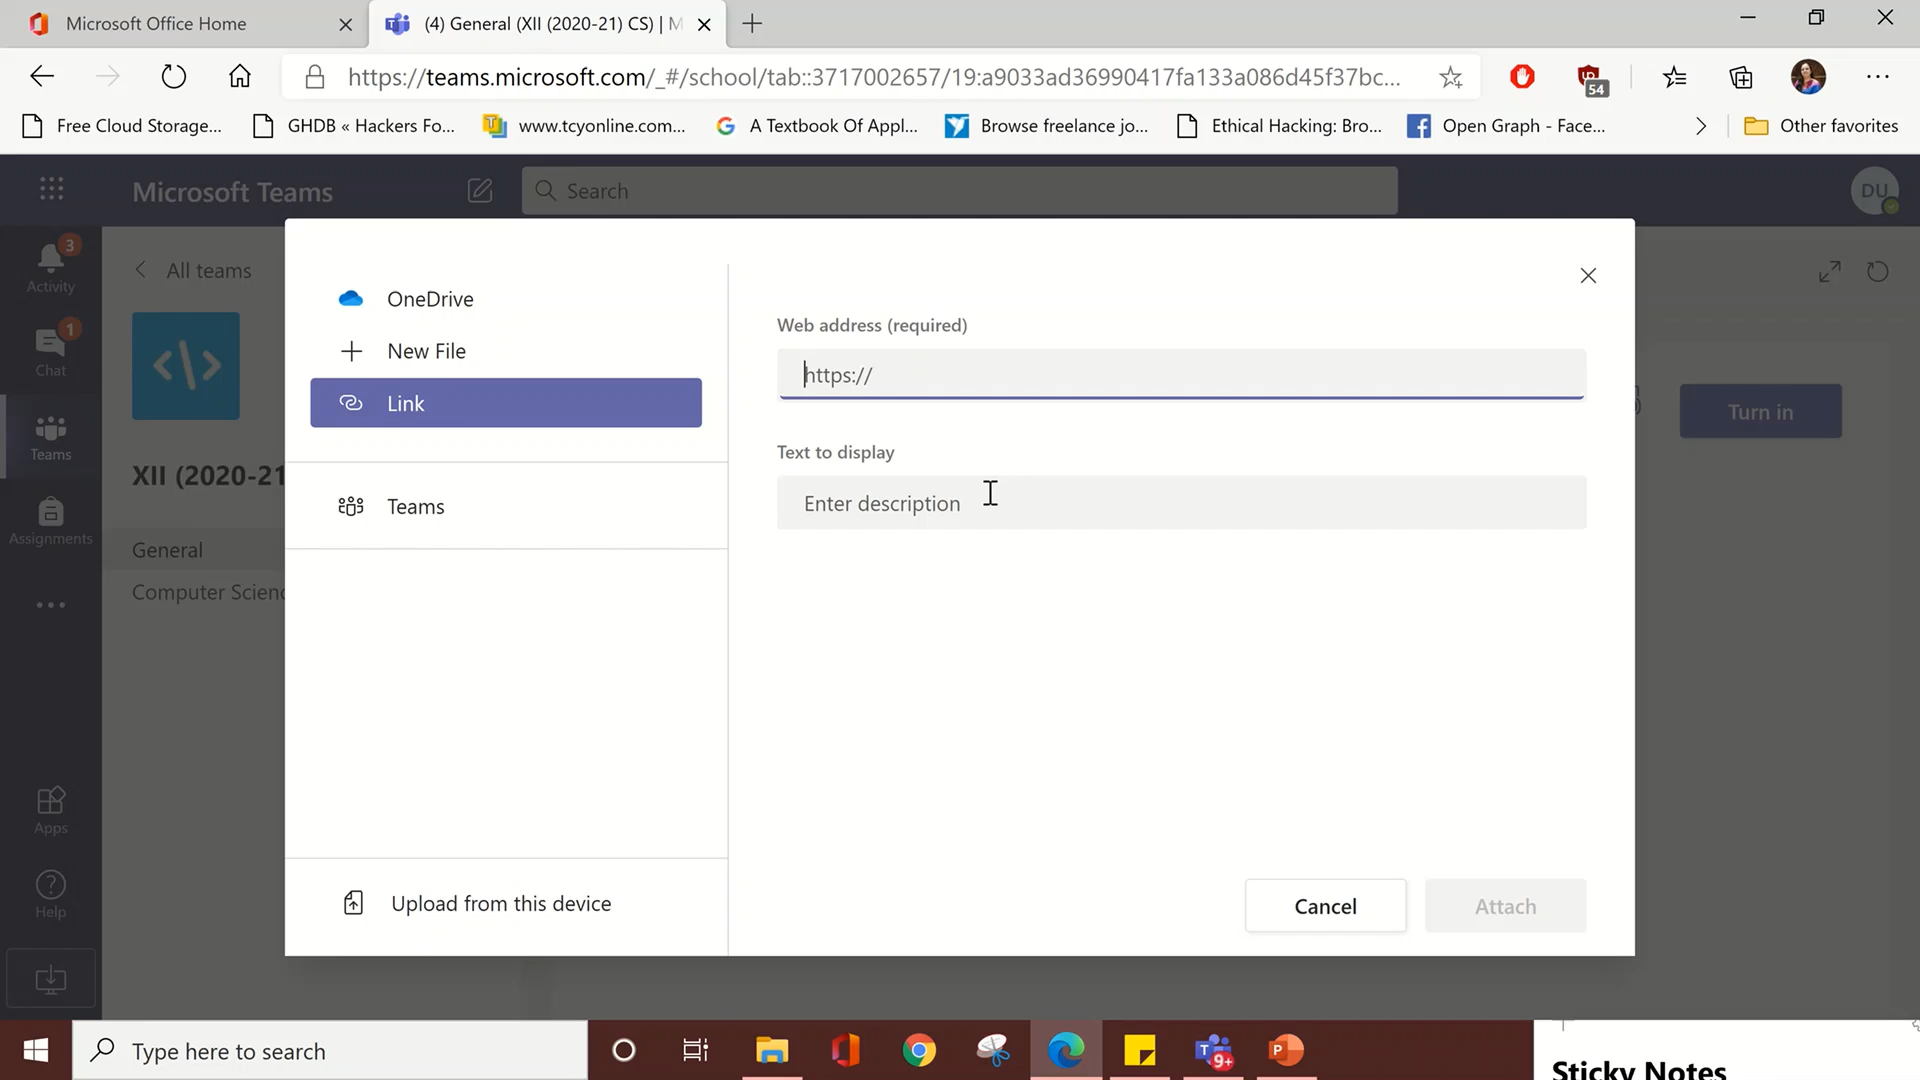 Microsoft Office Home
(4) General (XII (2020-21) CS) | M
https://teams.microsoft.com/_#/school/tab::3717002657/19:a9033ad36990417fa133a086d45f37bc...
54
Free Cloud Storage...
GHDB « Hackers Fo...
www.tcyonline.com...
A Textbook Of Appl...
Browse freelance jo...
Ethical Hacking: Bro...
Open Graph - Face...
Other favorites
Microsoft Teams
Search
DU
3
Activity
1
Chat
Teams
Assignments
Apps
Help
All teams
XII (2020-21
General
Computer Scienc
OneDrive
New File
Link
Teams
Upload from this device
Web address (required)
https://
Text to display
Enter description
Cancel
Attach
Turn in
Type here to search
9+
Sticky Notes